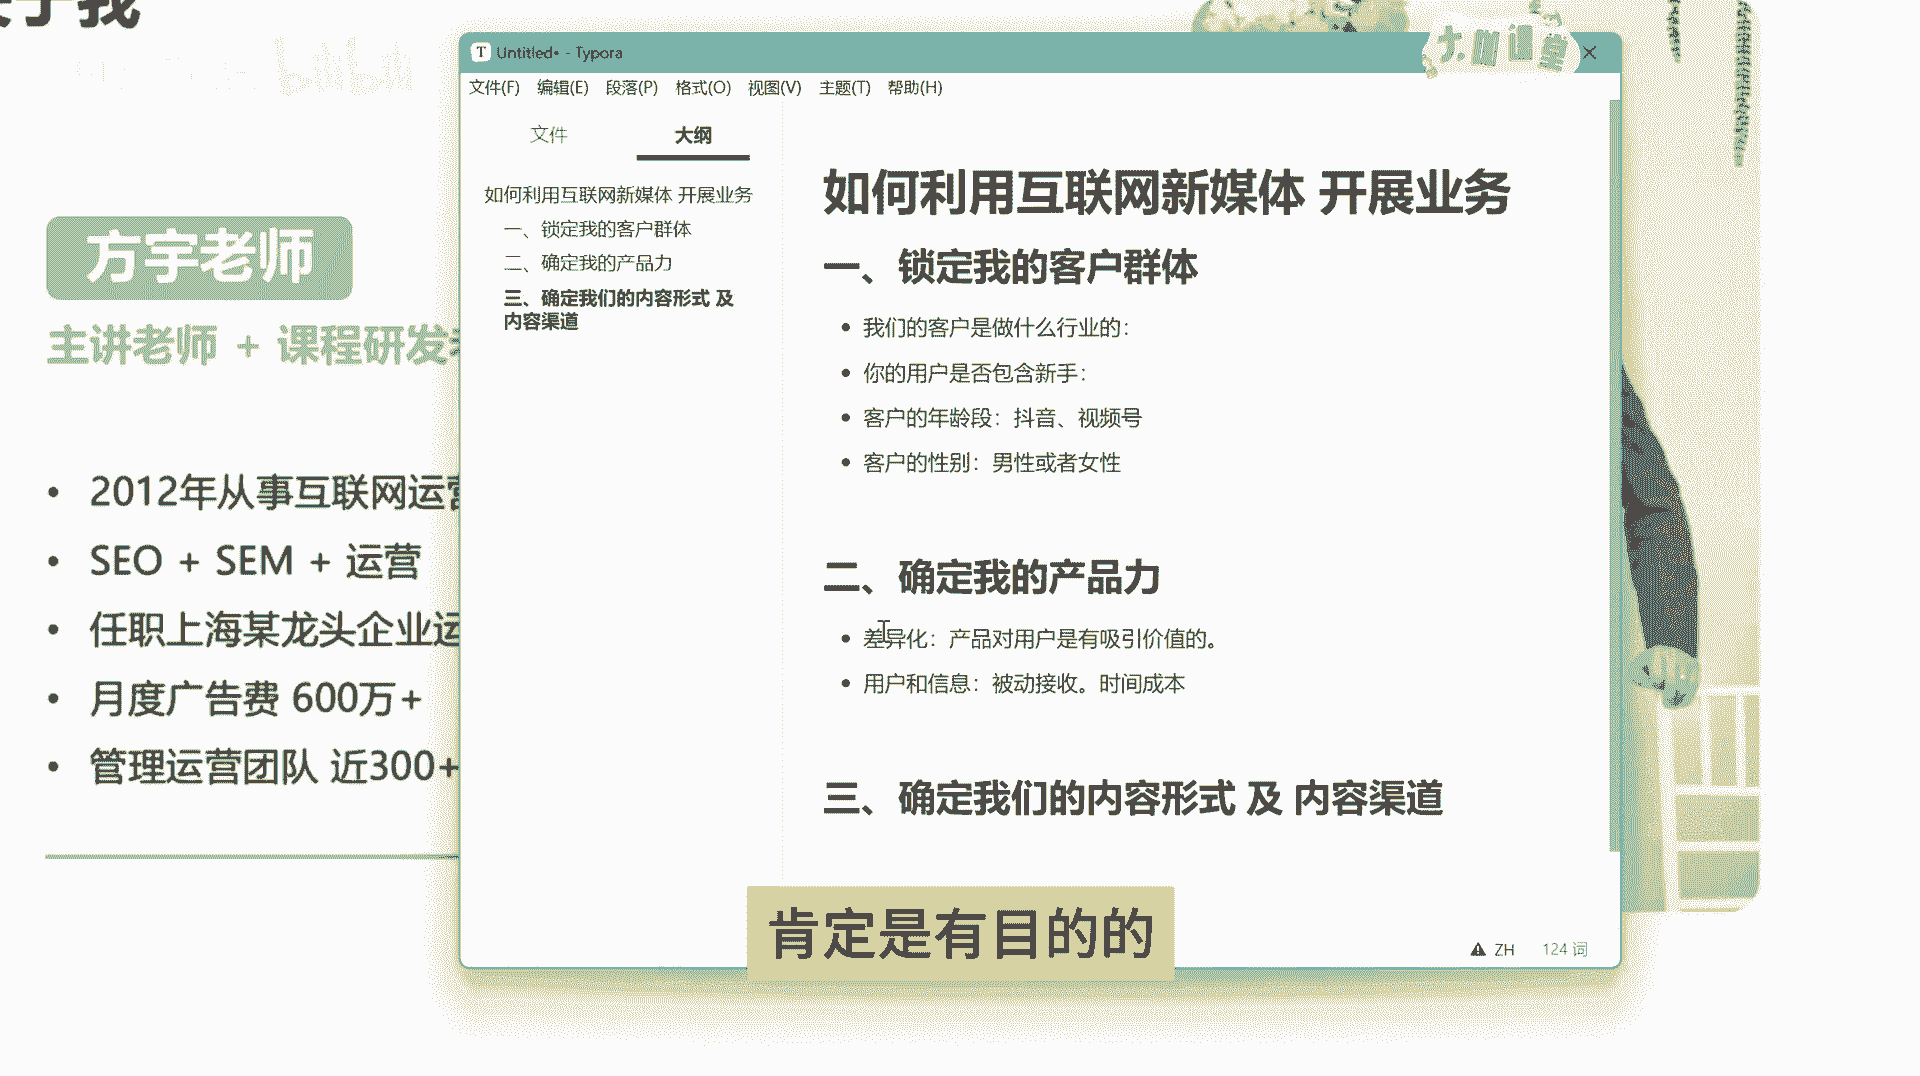 关于我
bilibili
方宇老师
主讲老师 + 课程研发
2012年从事互联网运营
SEO + SEM + 运营
任职上海某龙头企业运
月度广告费 600万+
管理运营团队 近300+
Untitled• - Typora
大咖课堂
文件(F) 编辑(E) 段落(P) 格式(O) 视图(V) 主题(T) 帮助(H)
文件 大纲
如何利用互联网新媒体 开展业务
一、锁定我的客户群体
二、确定我的产品力
三、确定我们的内容形式 及
内容渠道
如何利用互联网新媒体 开展业务
一、锁定我的客户群体
我们的客户是做什么行业的：
你的用户是否包含新手：
客户的年龄段：抖音、视频号
客户的性别：男性或者女性
二、确定我的产品力
差异化：产品对用户是有吸引价值的。
用户和信息：被动接收。时间成本
三、确定我们的内容形式 及 内容渠道
肯定是有目的的
ZH 124 词